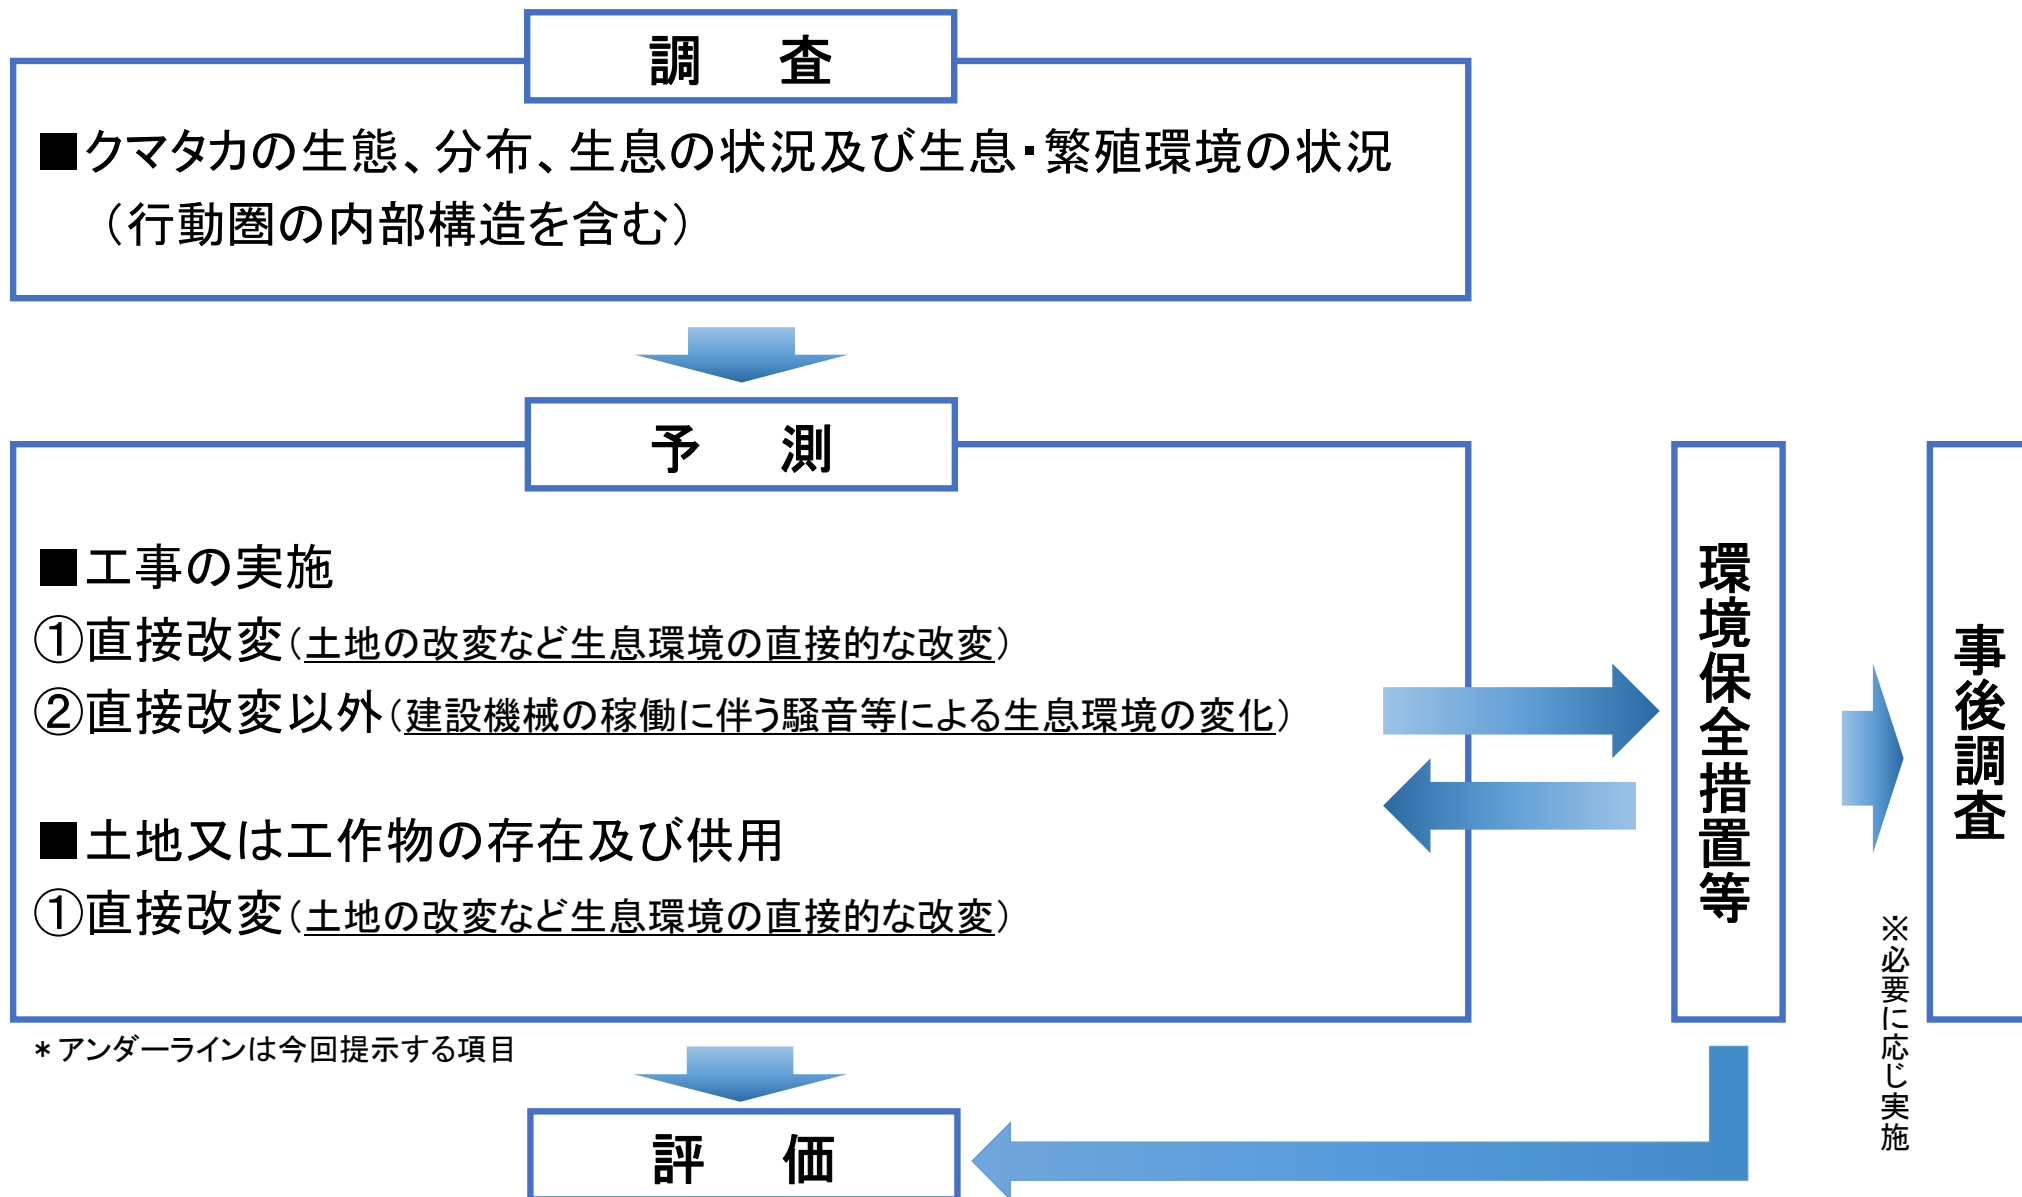 調　査
■クマタカの生態、分布、生息の状況及び生息・繁殖環境の状況
（行動圏の内部構造を含む）
予　測
■工事の実施
①直接改変（土地の改変など生息環境の直接的な改変）
②直接改変以外（建設機械の稼働に伴う騒音等による生息環境の変化）
■土地又は工作物の存在及び供用
①直接改変（土地の改変など生息環境の直接的な改変）
＊アンダーラインは今回提示する項目
環境保全措置等
事後調査
※必要に応じ実施
評　価